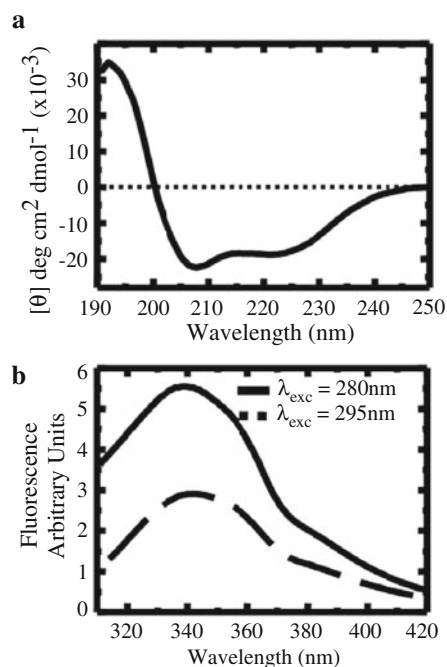 a
[θ] deg cm² dmol⁻¹ (x10⁻³)
30
20
10
0
-10
-20
190 200 210 220 230 240 250
Wavelength (nm)
b
Fluorescence
Arbitrary Units
6
5
4
3
2
1
0
λexc = 280nm
λexc = 295nm
320 340 360 380 400 420
Wavelength (nm)